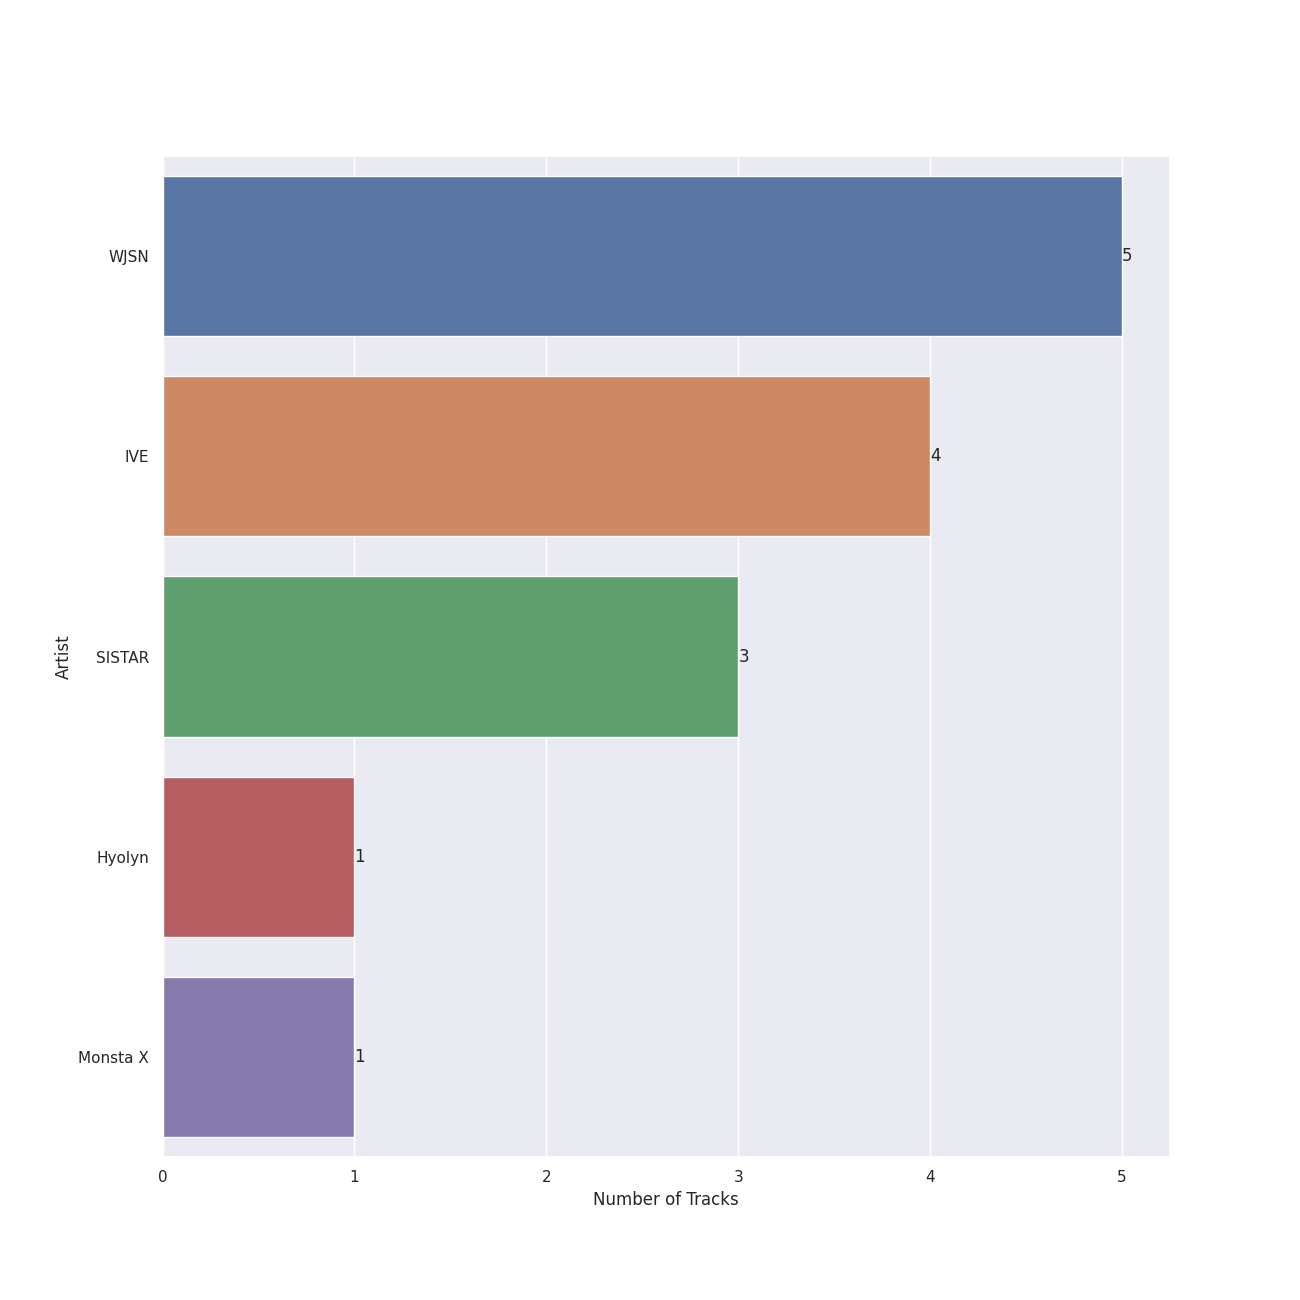 WJSN
5
IVE
4
Artist
SISTAR
3
Hyolyn
1
Monsta X
1
0 1 2 3 4 5
Number of Tracks